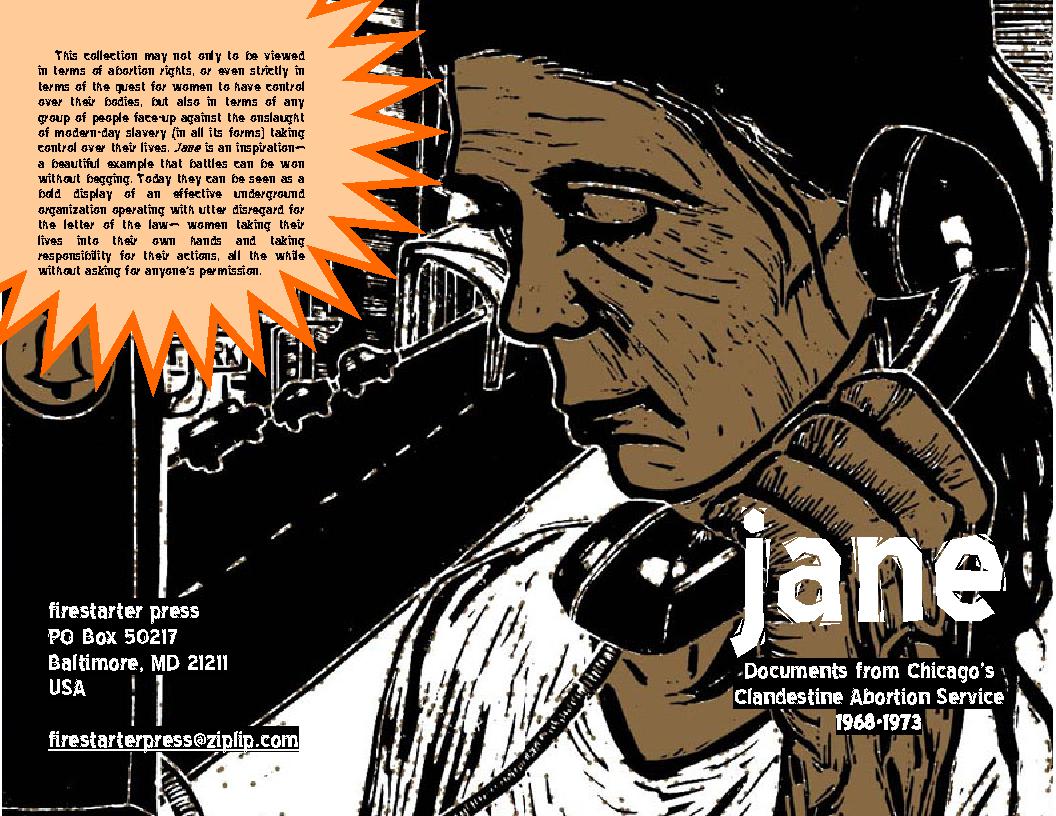 This collection may not only to be viewed
in terms of abortion rights, or even strictly in
terms of the quest for women to have control
over their bodies, but also in terms of any
group of people face-up against the onslaught
of modern-day slavery (in all its forms) taking
control over their lives. Jane is an inspiration—
a beautiful example that battles can be won
without begging. Today they can be seen as a
bold display of an effective underground
organization operating with utter disregard for
the letter of the law— women taking their
lives into their own hands and taking
responsibility for their actions, all the while
without asking for anyone's permission.
firestarter press
PO Box 50217
Baltimore, MD 21211
USA
firestarterpress@ziplip.com
jane
Documents from Chicago's
Clandestine Abortion Service
1968-1973